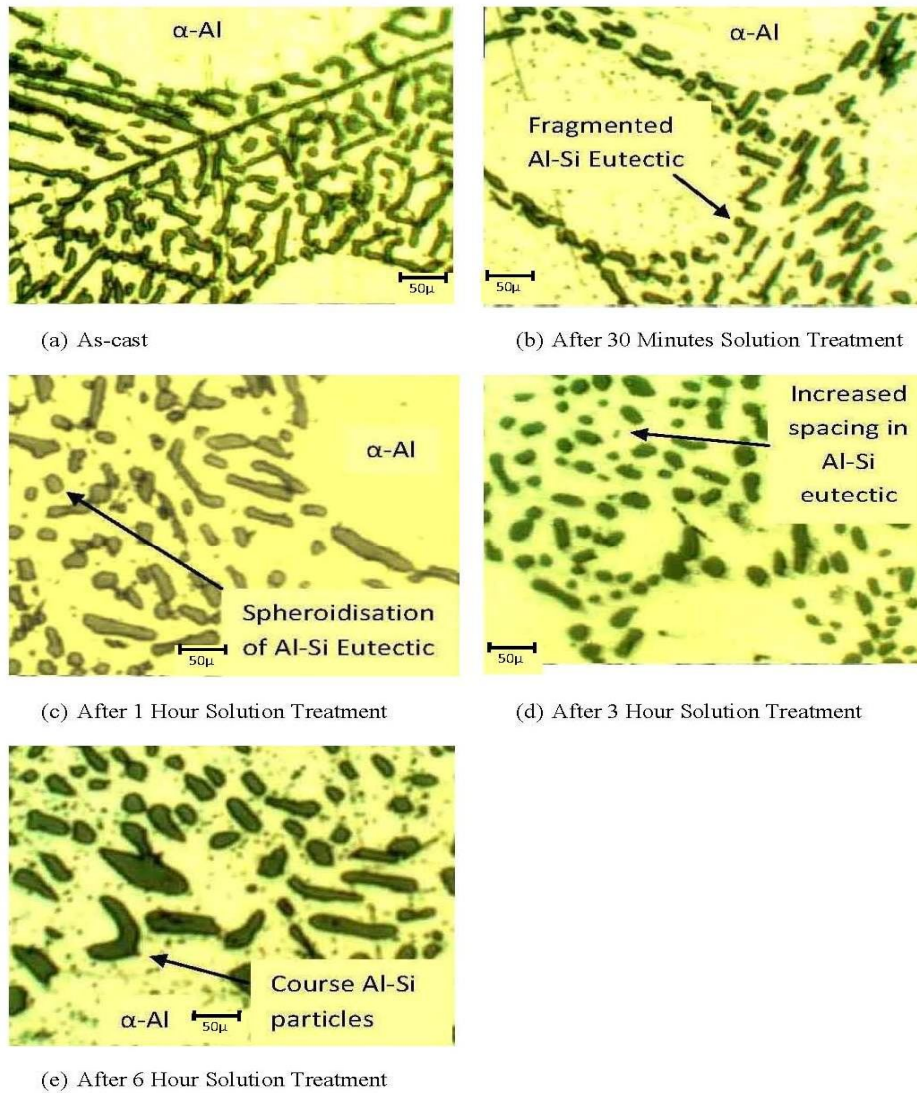 α-Al
50µ
(a) As-cast
α-Al
Fragmented
Al-Si Eutectic
50µ
(b) After 30 Minutes Solution Treatment
α-Al
Spheroidisation
of Al-Si Eutectic
50µ
(c) After 1 Hour Solution Treatment
Increased
spacing in
Al-Si
eutectic
50µ
(d) After 3 Hour Solution Treatment
Course Al-Si
particles
α-Al
50µ
(e) After 6 Hour Solution Treatment